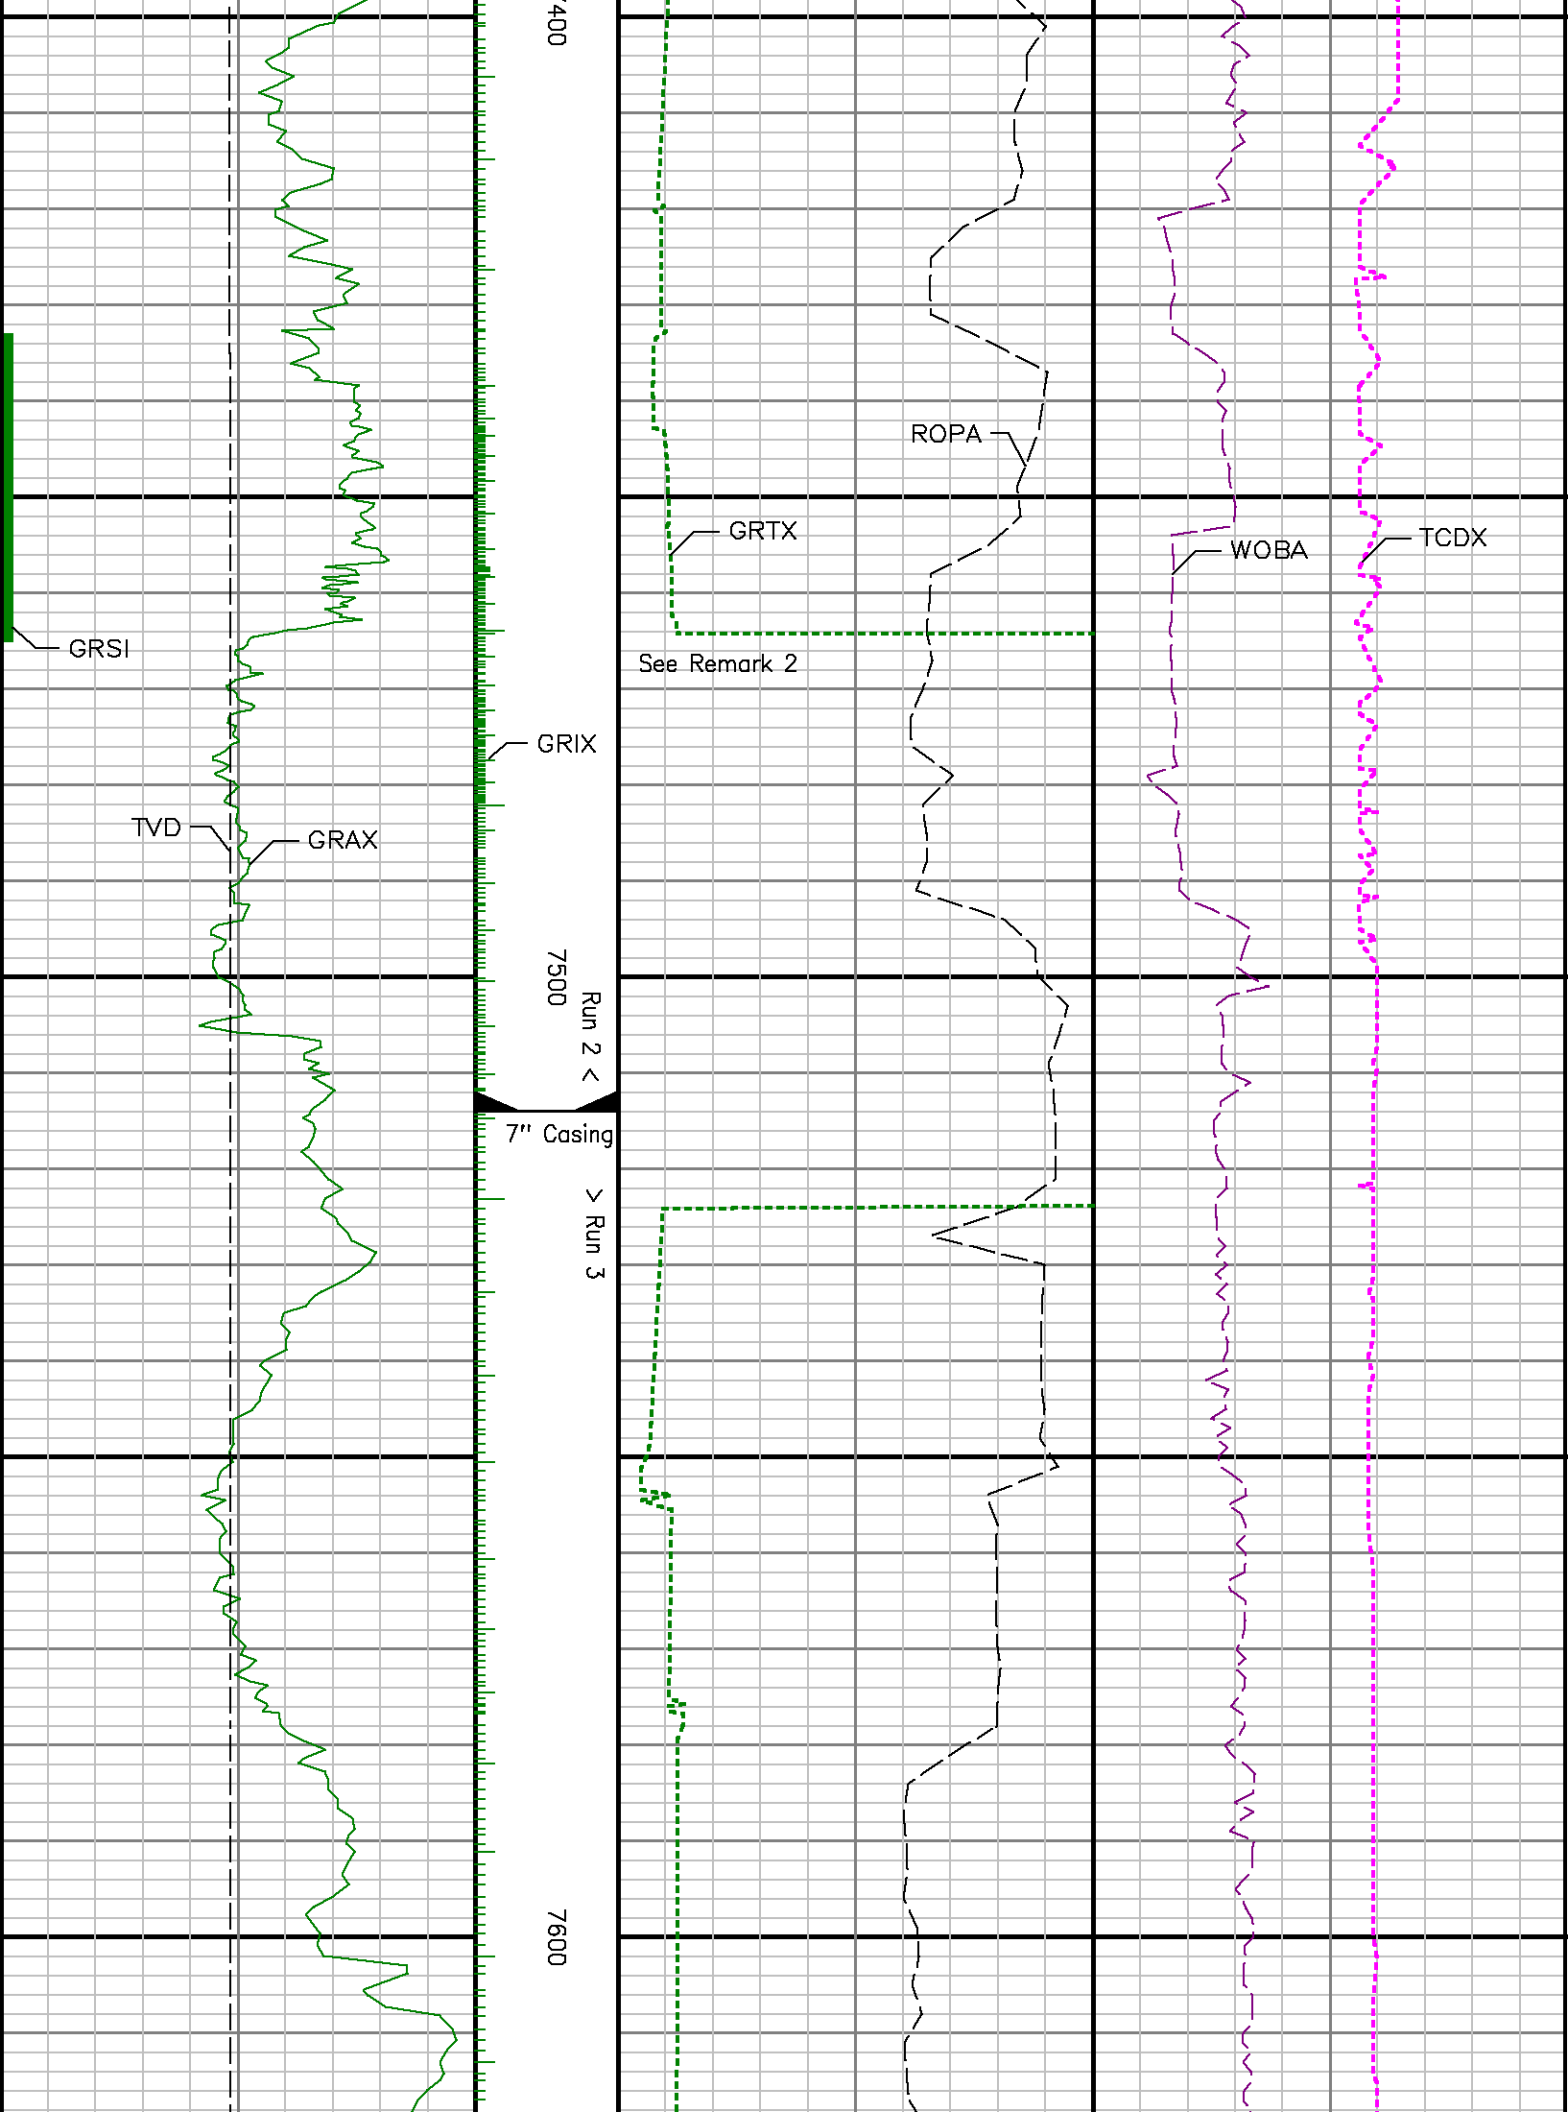 7400
ROPA
GRTX
WOBA
TCDX
GRSI
See Remark 2
GRIX
TVD
GRAX
7500
Run 2 <
7" Casing
> Run 3
7600